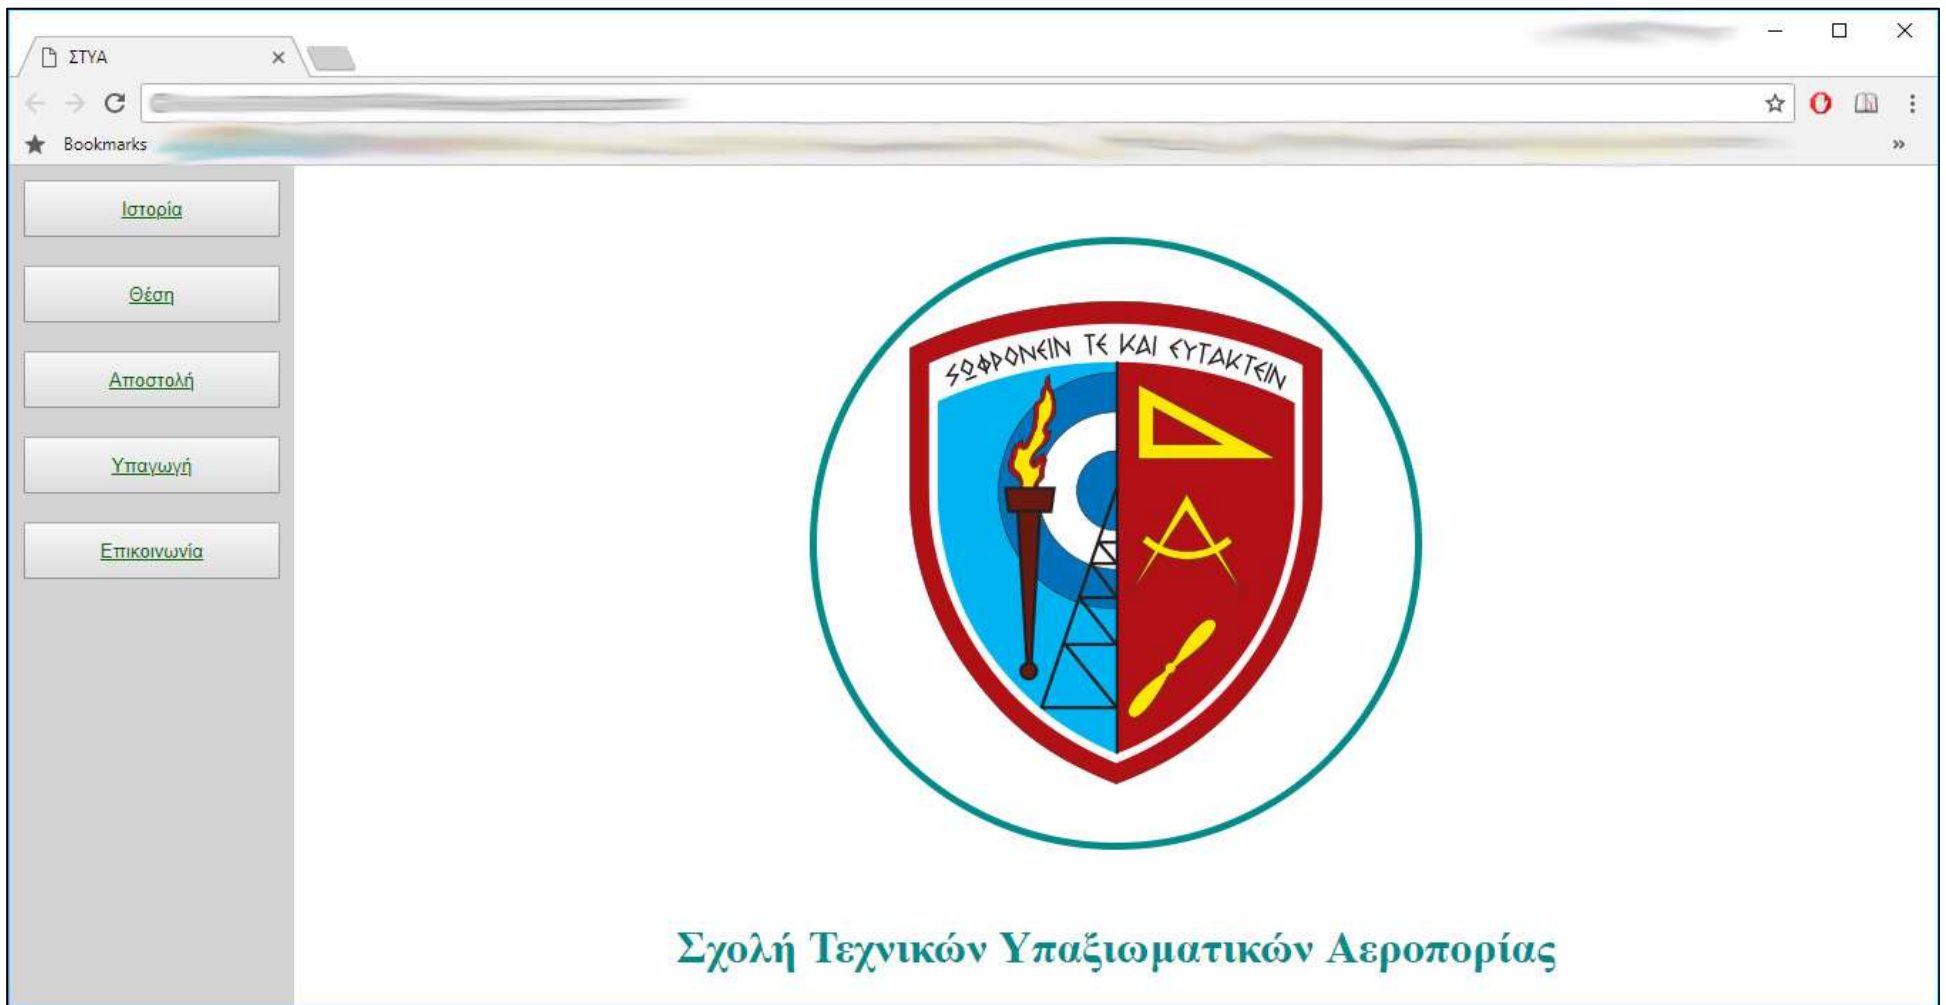 ΣΤΥΑ
Bookmarks
Ιστορία
Θέση
Αποστολή
Υπαγωγή
Επικοινωνία
ΣΩΦΡΟΝΕΙΝ ΤΕ ΚΑΙ ΕΥΤΑΚΤΕΙΝ
Σχολή Τεχνικών Υπαξιωματικών Αεροπορίας